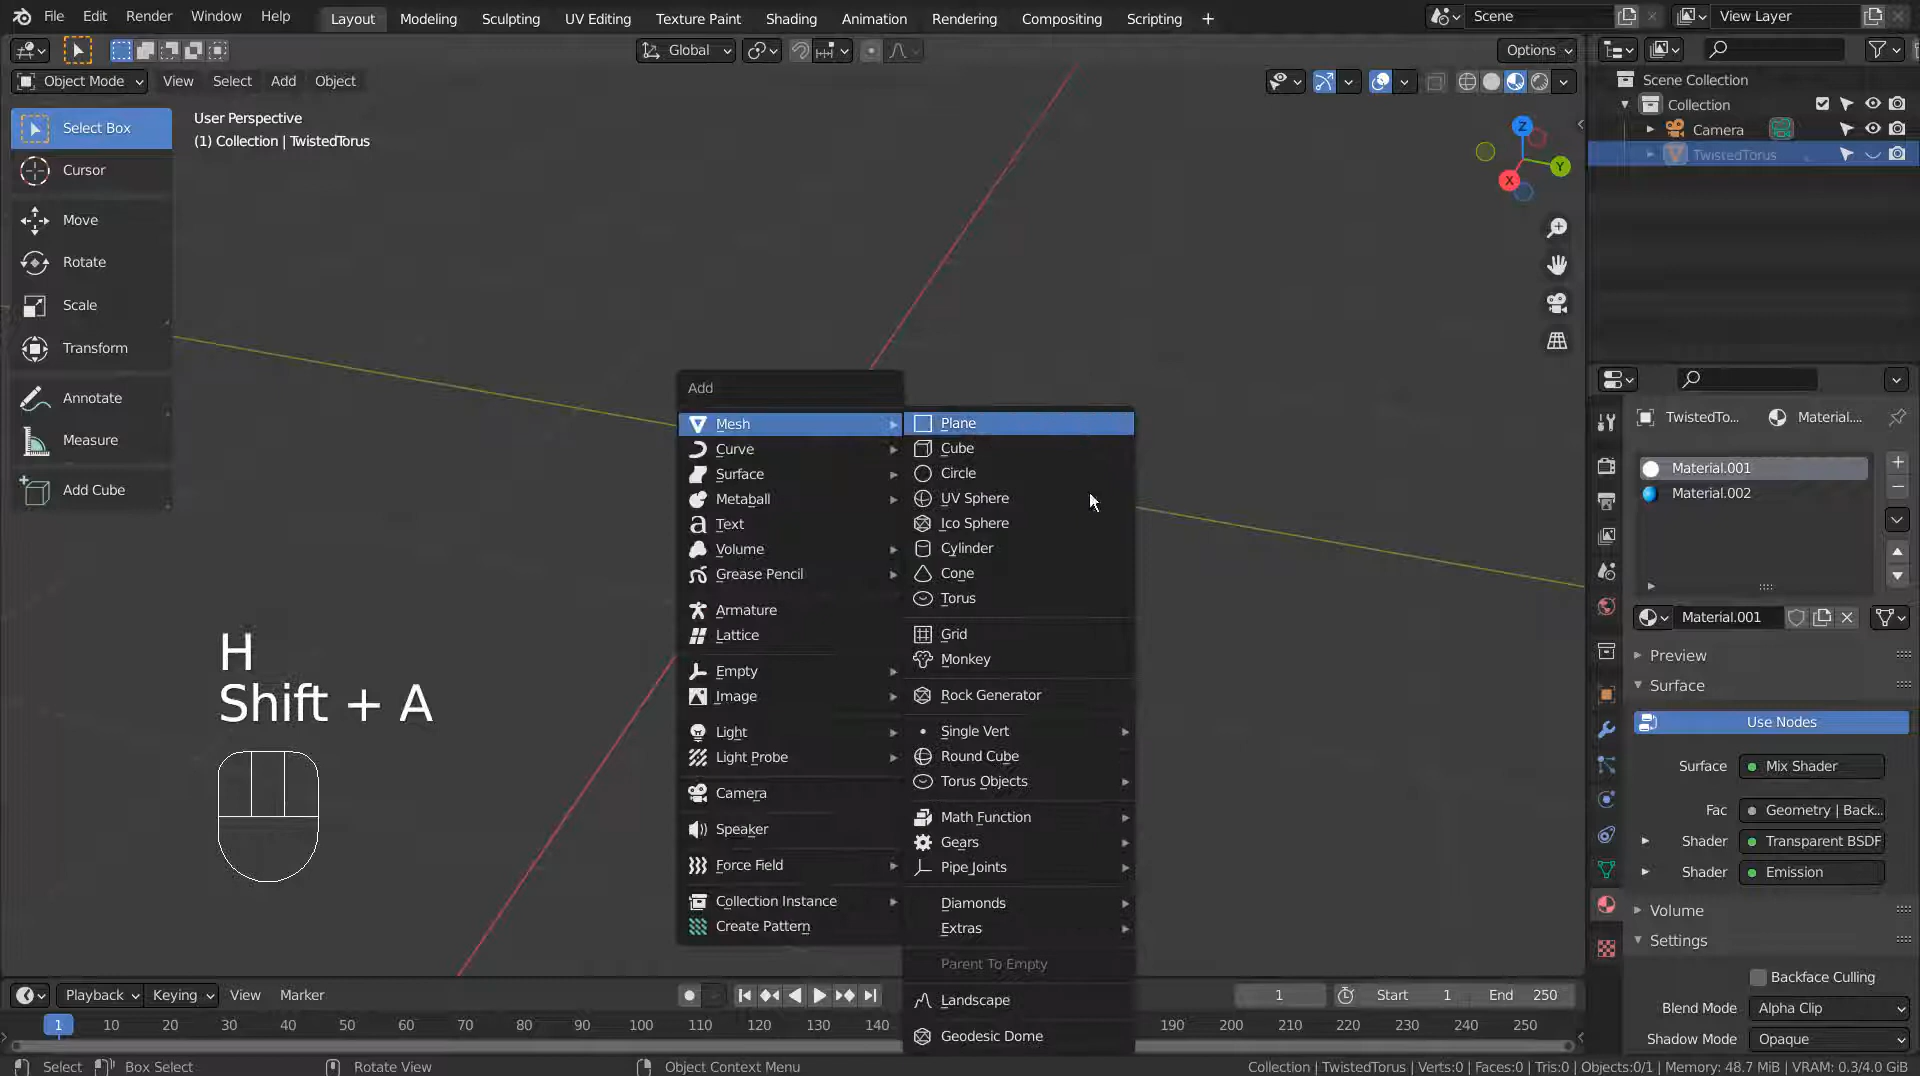 File Edit Render Window Help Layout Modeling Sculpting UV Editing Texture Paint Shading Animation Rendering Compositing Scripting + Scene View Layer
Global Options
Object Mode View Select Add Object
Select Box
Cursor
Move
Rotate
Scale
Transform
Annotate
Measure
Add Cube
User Perspective
(1) Collection | TwistedTorus
Z
Y
X
Add
Mesh
Curve
Surface
Metaball
Text
Volume
Grease Pencil
Armature
Lattice
Empty
Image
Light
Light Probe
Camera
Speaker
Force Field
Collection Instance
Create Pattern
Plane
Cube
Circle
UV Sphere
Ico Sphere
Cylinder
Cone
Torus
Grid
Monkey
Rock Generator
Single Vert
Round Cube
Torus Objects
Math Function
Gears
Pipe Joints
Diamonds
Extras
Parent To Empty
Landscape
Geodesic Dome
H
Shift + A
Scene Collection
Collection
Camera
TwistedTorus
TwistedTo... Material....
Material.001
Material.002
Material.001
Preview
Surface
Use Nodes
Surface Mix Shader
Fac Geometry | Back...
Shader Transparent BSDF
Shader Emission
Volume
Settings
Backface Culling
Blend Mode Alpha Clip
Shadow Mode Opaque
Playback Keying View Marker 1 Start 1 End 250
1 10 20 30 40 50 60 70 80 90 100 110 120 130 140 190 200 210 220 230 240 250
Select Box Select Rotate View Object Context Menu Collection | TwistedTorus | Verts:0 | Faces:0 | Tris:0 | Objects:0/1 | Memory: 48.7 MiB | VRAM: 0.3/4.0 GiB